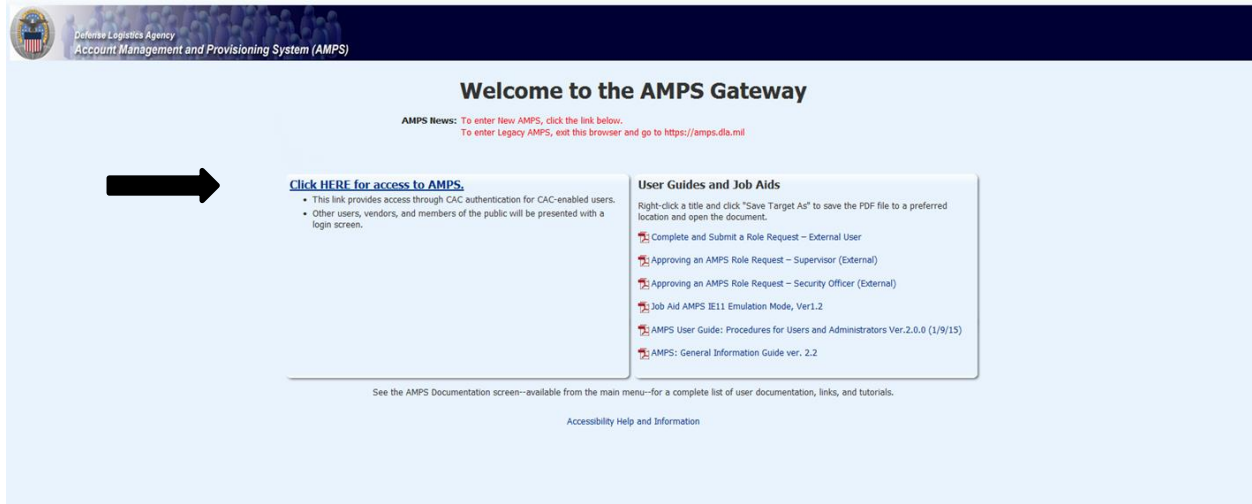 Defense Logistics Agency
Account Management and Provisioning System (AMPS)
Welcome to the AMPS Gateway
AMPS News: To enter New AMPS, click the link below.
To enter Legacy AMPS, exit this browser and go to https://amps.dla.mil
Click HERE for access to AMPS.
• This link provides access through CAC authentication for CAC-enabled users.
• Other users, vendors, and members of the public will be presented with a
login screen.
User Guides and Job Aids
Right-click a title and click "Save Target As" to save the PDF file to a preferred
location and open the document.
Complete and Submit a Role Request – External User
Approving an AMPS Role Request – Supervisor (External)
Approving an AMPS Role Request – Security Officer (External)
Job Aid AMPS IE11 Emulation Mode, Ver1.2
AMPS User Guide: Procedures for Users and Administrators Ver.2.0.0 (1/9/15)
AMPS: General Information Guide ver. 2.2
See the AMPS Documentation screen--available from the main menu--for a complete list of user documentation, links, and tutorials.
Accessibility Help and Information